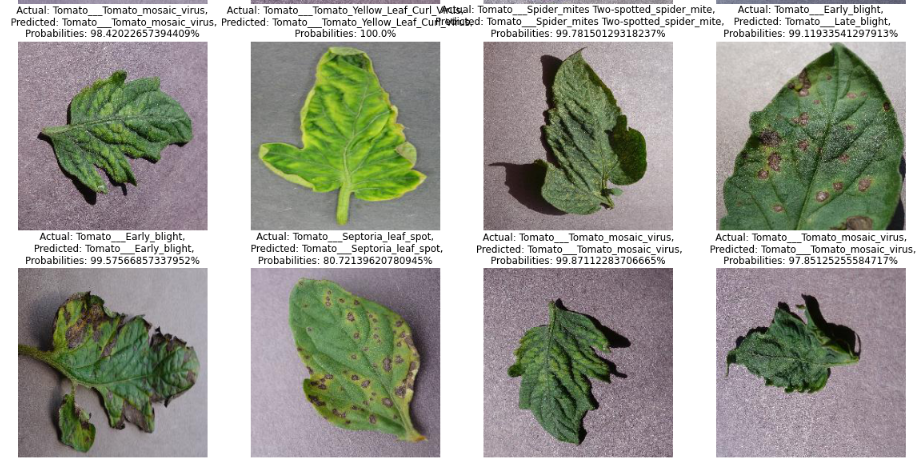 Actual: Tomato___Tomato_mosaic_virus,
Predicted: Tomato___Tomato_mosaic_virus,
Probabilities: 98.42022657394409%
Actual: Tomato___Tomato_Yellow_Leaf_Curl_Virus,
Predicted: Tomato___Tomato_Yellow_Leaf_Curl_Virus,
Probabilities: 100.0%
Actual: Tomato___Spider_mites Two-spotted_spider_mite,
Predicted: Tomato___Spider_mites Two-spotted_spider_mite,
Probabilities: 99.78150129318237%
Actual: Tomato___Early_blight,
Predicted: Tomato___Late_blight,
Probabilities: 99.11933541297913%
Actual: Tomato___Early_blight,
Predicted: Tomato___Early_blight,
Probabilities: 99.57566857337952%
Actual: Tomato___Septoria_leaf_spot,
Predicted: Tomato___Septoria_leaf_spot,
Probabilities: 80.72139620780945%
Actual: Tomato___Tomato_mosaic_virus,
Predicted: Tomato___Tomato_mosaic_virus,
Probabilities: 99.87112283706665%
Actual: Tomato___Tomato_mosaic_virus,
Predicted: Tomato___Tomato_mosaic_virus,
Probabilities: 97.85125255584717%